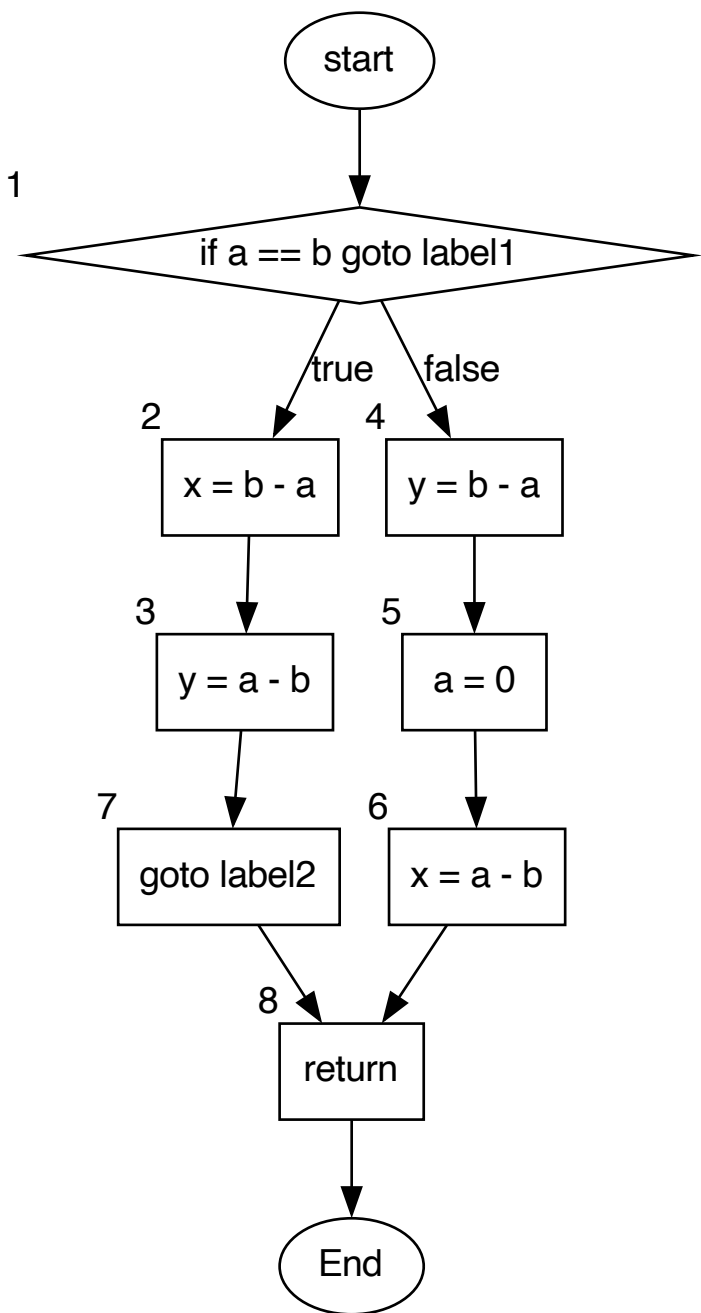 start
1
if a == b goto label1
true false
2 4
x = b - a y = b - a
3 5
y = a - b a = 0
7 6
goto label2 x = a - b
8
return
End